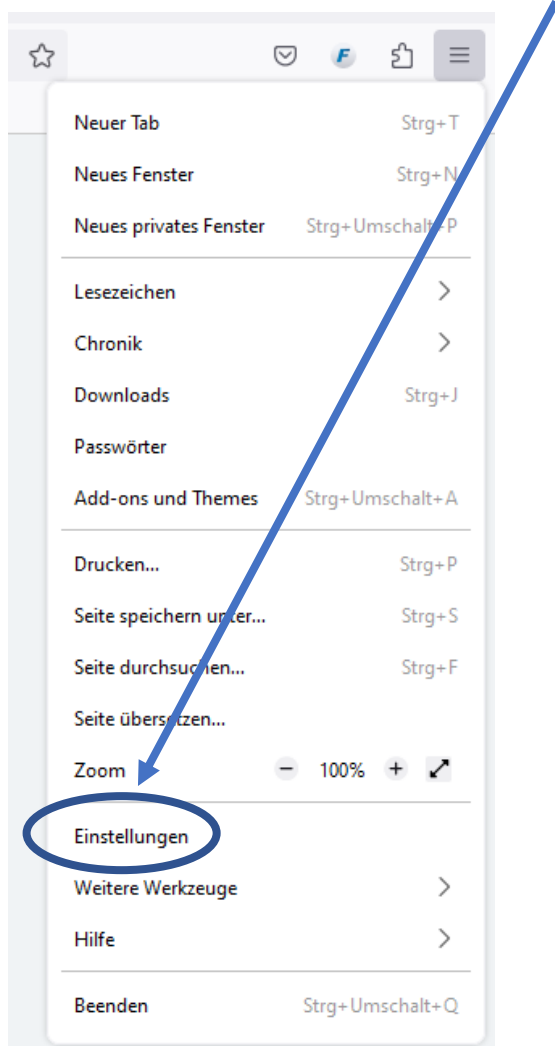 F
Neuer Tab Strg+T
Neues Fenster Strg+N
Neues privates Fenster Strg+Umschalt+P
Lesezeichen
Chronik
Downloads Strg+J
Passwörter
Add-ons und Themes Strg+Umschalt+A
Drucken... Strg+P
Seite speichern unter... Strg+S
Seite durchsuchen... Strg+F
Seite übersetzen...
Zoom − 100% +
Einstellungen
Weitere Werkzeuge
Hilfe
Beenden Strg+Umschalt+Q